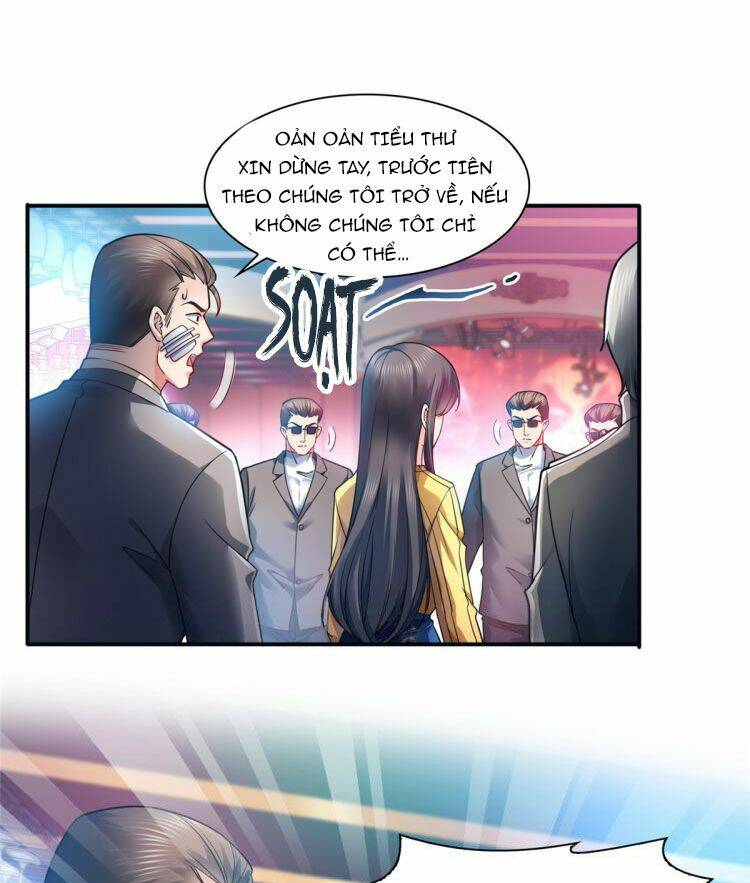 OẢN OẢN TIỂU THƯ
XIN DỪNG TAY, TRƯỚC TIÊN
THEO CHÚNG TÔI TRỞ VỀ, NẾU
KHÔNG CHÚNG TÔI CHỈ
CÓ THỂ...
SOẠT